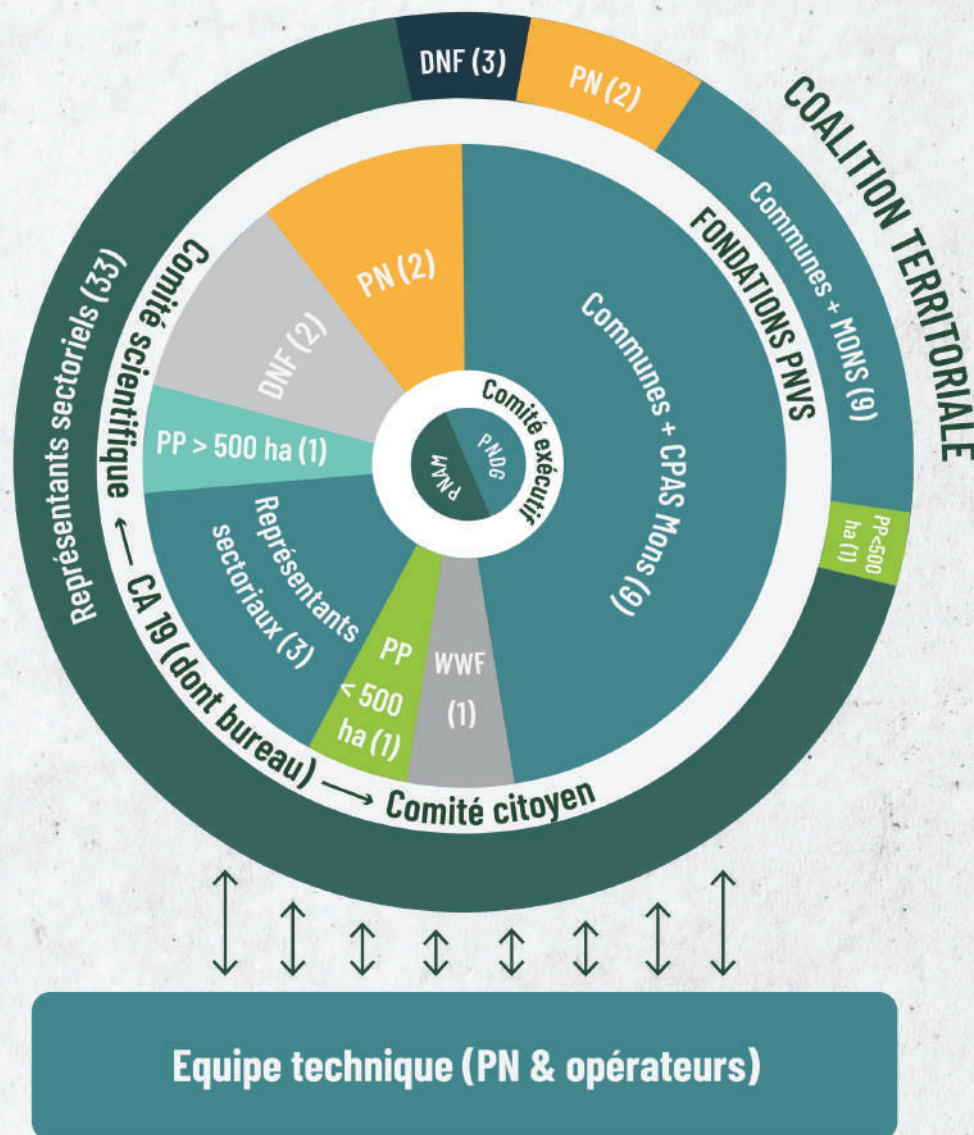 COALITION TERRITORIALE
DNF (3)
PN (2)
Communes + MONS (9)
PP<500
ha (1)
Représentants sectoriels (33)
FONDATIONS PNVS
Comité scientifique
← CA 19 (dont bureau) →
Comité citoyen
PN (2)
DNF (2)
PP > 500 ha (1)
Représentants
sectoriaux (3)
PP
< 500
ha (1)
WWF
(1)
Communes + CPAS Mons (9)
Comité exécutif
PNDG
PNAM
Equipe technique (PN & opérateurs)